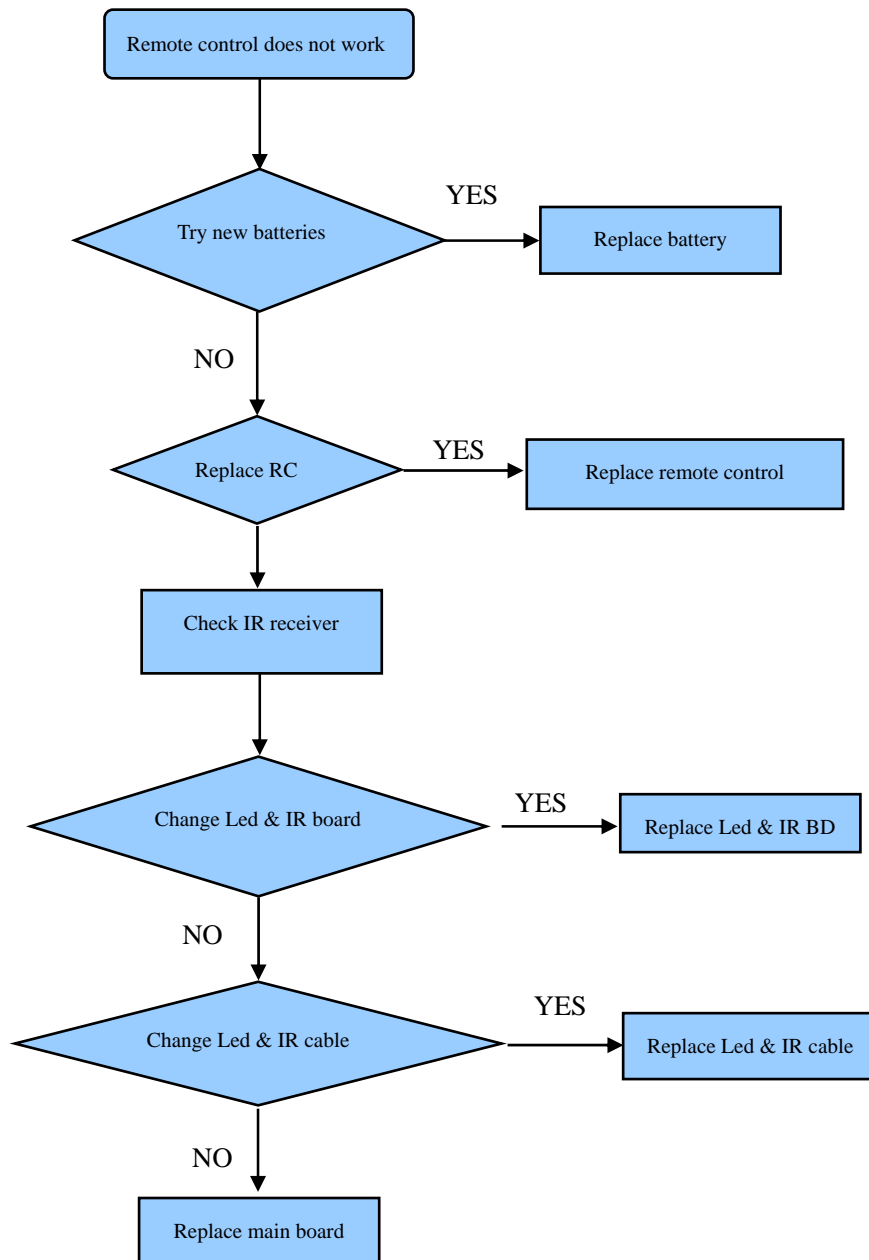 Remote control does not work
YES
Try new batteries
Replace battery
NO
YES
Replace RC
Replace remote control
Check IR receiver
YES
Change Led & IR board
Replace Led & IR BD
NO
YES
Change Led & IR cable
Replace Led & IR cable
NO
Replace main board